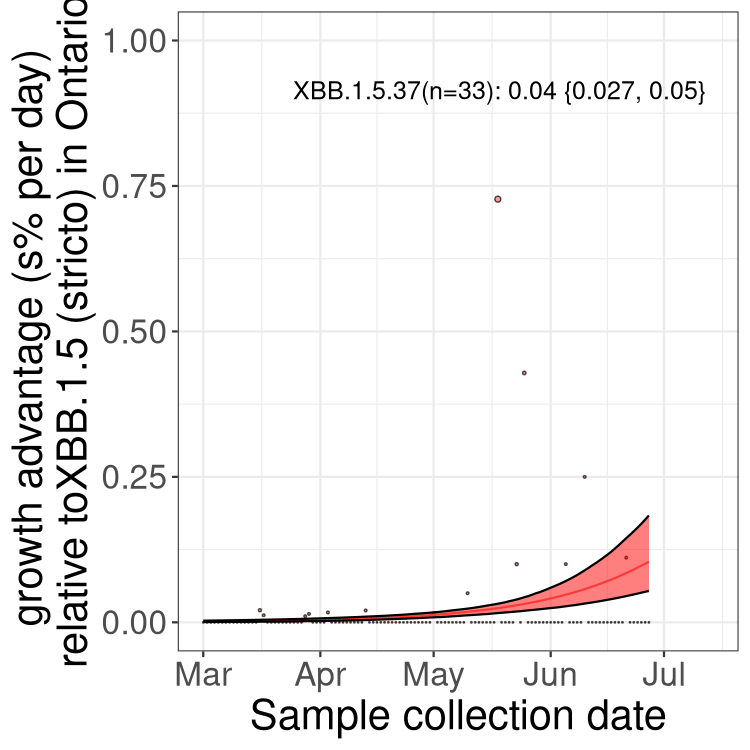 growth advantage (s% per day)
relative toXBB.1.5 (stricto) in Ontario
1.00
0.75
0.50
0.25
0.00
XBB.1.5.37(n=33): 0.04 {0.027, 0.05}
Mar Apr May Jun Jul
Sample collection date